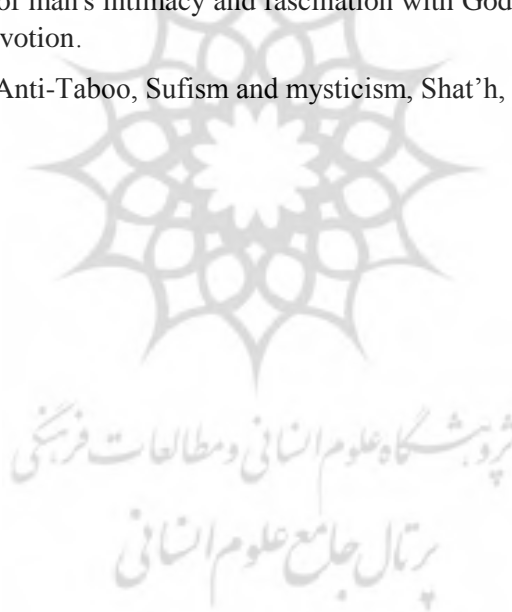 of man's intimacy and fascination with God
votion.
Anti-Taboo, Sufism and mysticism, Shat'h,
پژوهشگاه علوم انسانی و مطالعات فرهنگی
پرتال جامع علوم انسانی